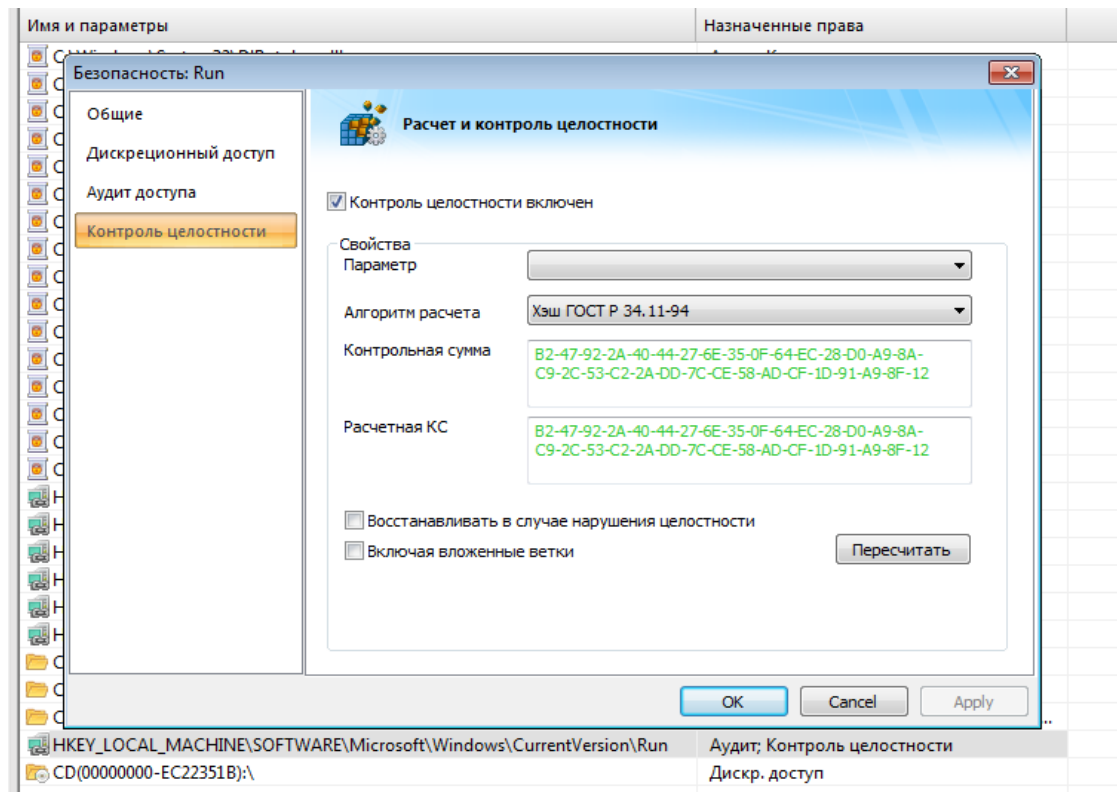 Имя и параметры Назначенные права
Безопасность: Run
Общие
Дискреционный доступ
Аудит доступа
Контроль целостности
Расчет и контроль целостности
Контроль целостности включен
Свойства
Параметр
Алгоритм расчета Хэш ГОСТ Р 34.11-94
Контрольная сумма B2-47-92-2A-40-44-27-6E-35-0F-64-EC-28-D0-A9-8A-
C9-2C-53-C2-2A-DD-7C-CE-58-AD-CF-1D-91-A9-8F-12
Расчетная КС B2-47-92-2A-40-44-27-6E-35-0F-64-EC-28-D0-A9-8A-
C9-2C-53-C2-2A-DD-7C-CE-58-AD-CF-1D-91-A9-8F-12
Восстанавливать в случае нарушения целостности
Включая вложенные ветки Пересчитать
OK Cancel Apply
HKEY_LOCAL_MACHINE\SOFTWARE\Microsoft\Windows\CurrentVersion\Run Аудит; Контроль целостности
CD(00000000-EC22351B):\ Дискр. доступ